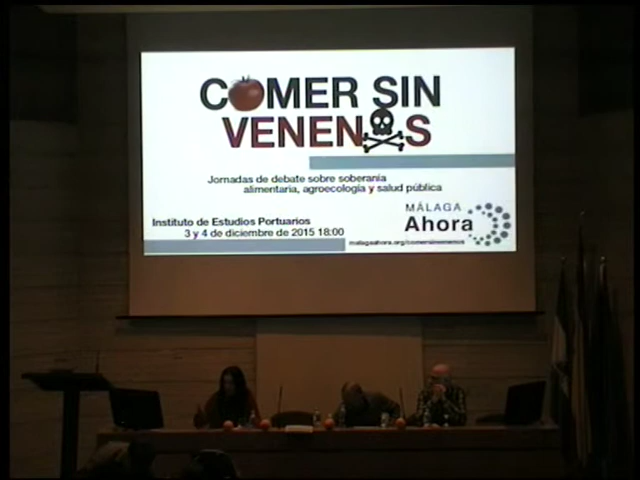 COMER SIN
VENENOS
Jornadas de debate sobre soberanía
alimentaria, agroecología y salud pública
Instituto de Estudios Portuarios
3 y 4 de diciembre de 2015 18:00
MÁLAGA
Ahora
malagaahora.org/comersinvenenos